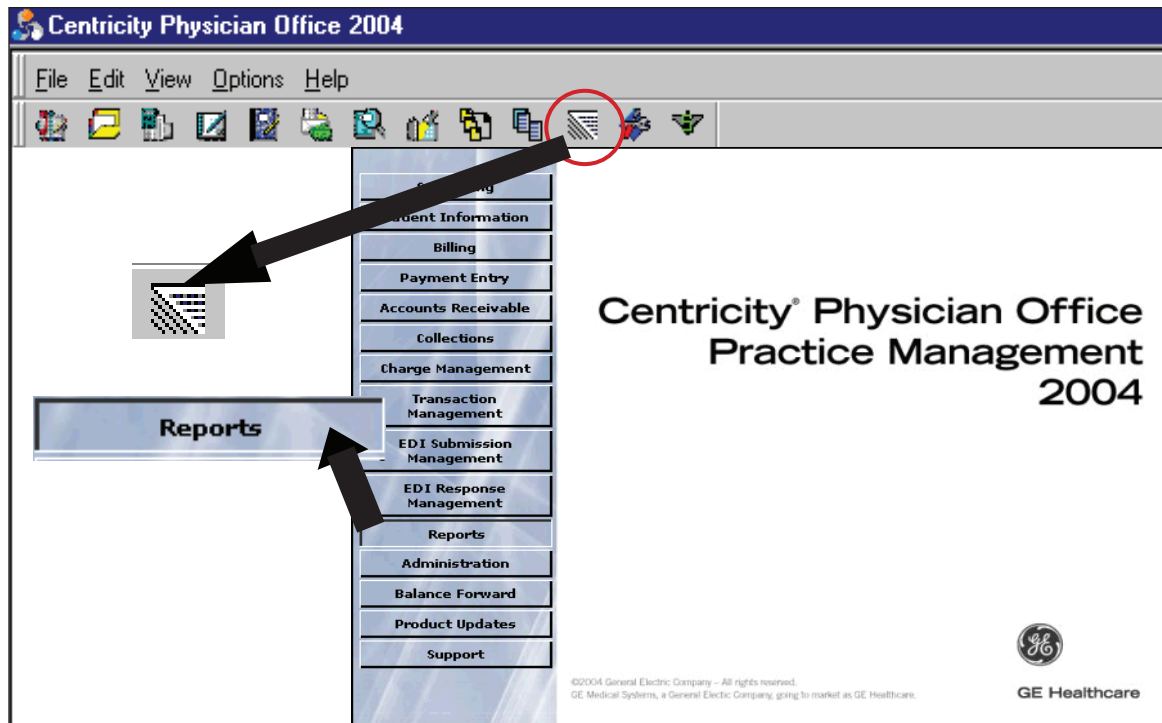 Centricity Physician Office 2004
File Edit View Options Help
Information
Billing
Payment Entry
Accounts Receivable
Collections
Charge Management
Transaction
Management
EDI Submission
Management
EDI Response
Management
Reports
Administration
Balance Forward
Product Updates
Support
Reports
Centricity® Physician Office
Practice Management
2004
©2004 General Electric Company – All rights reserved.
GE Medical Systems, a General Electic Company, going to market as GE Healthcare.
GE
GE Healthcare